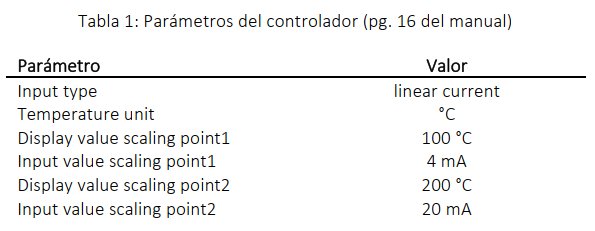 Tabla 1: Parámetros del controlador (pg. 16 del manual)
Parámetro Valor
Input type linear current
Temperature unit °C
Display value scaling point1 100 °C
Input value scaling point1 4 mA
Display value scaling point2 200 °C
Input value scaling point2 20 mA